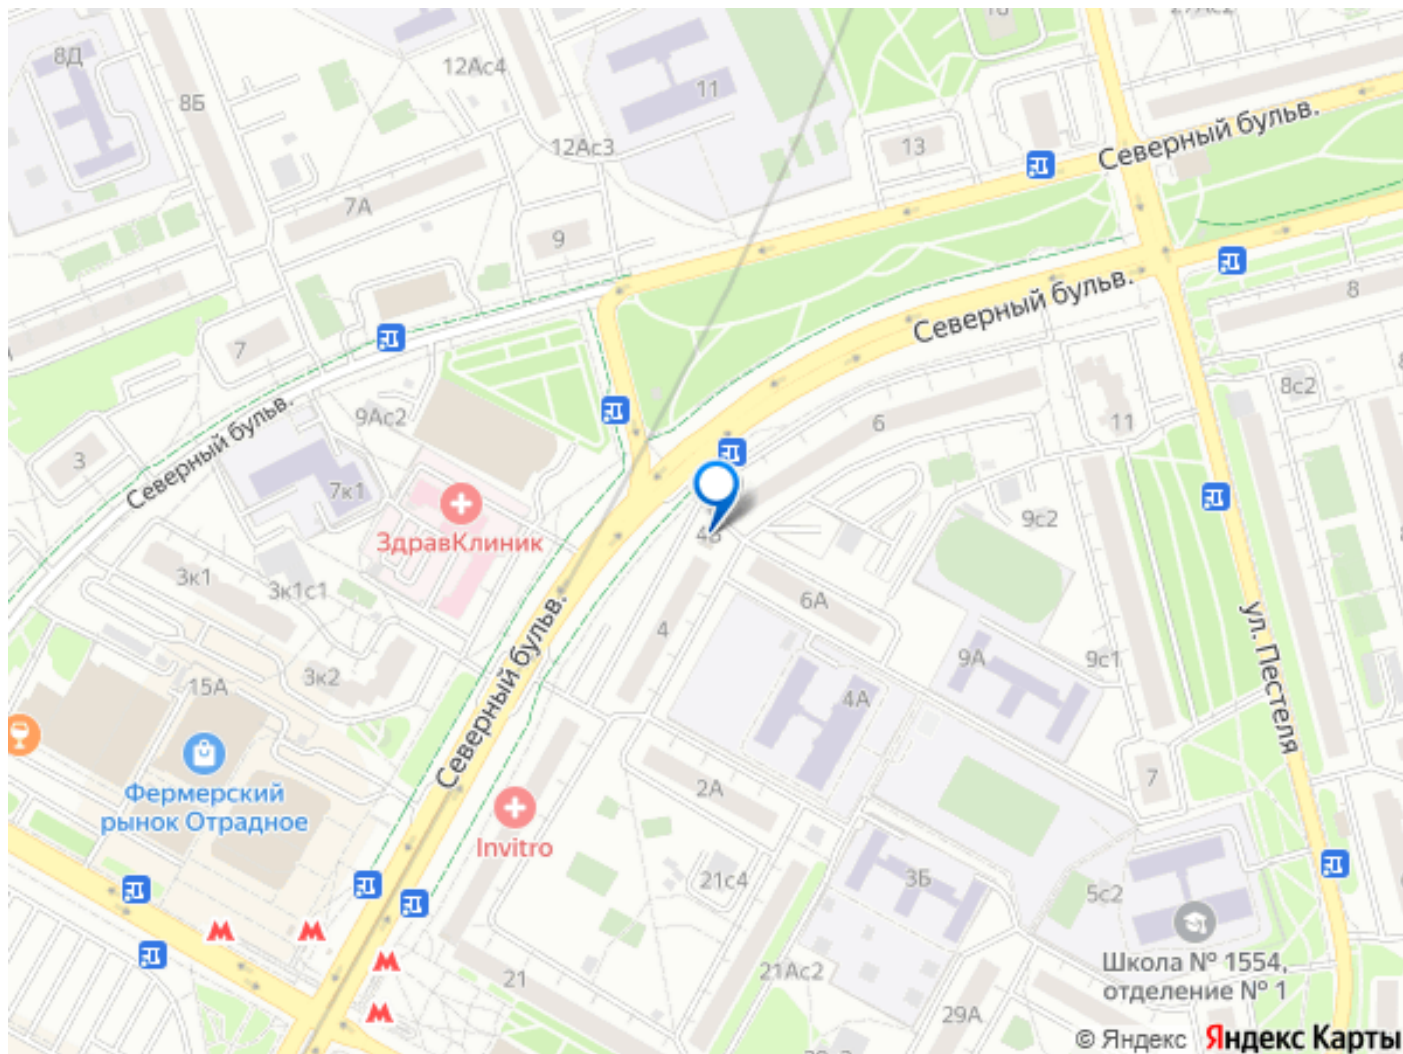 8Д
12Ас4
11
8Б
12Ас3
13
Северный бульв.
7А
9
Северный бульв.
8
7
9Ас2
6
11
8с2
3
Северный бульв.
7к1
9с2
ЗдравКлиник
3к1
3к1с1
6А
4
Северный бульв.
ул. Пестеля
9А
9с1
3к2
15А
4А
Фермерский
рынок Отрадное
2А
7
Invitro
21с4
3Б
5с2
21
21Ас2
Школа № 1554,
отделение № 1
29А
© Яндекс Яндекс Карты